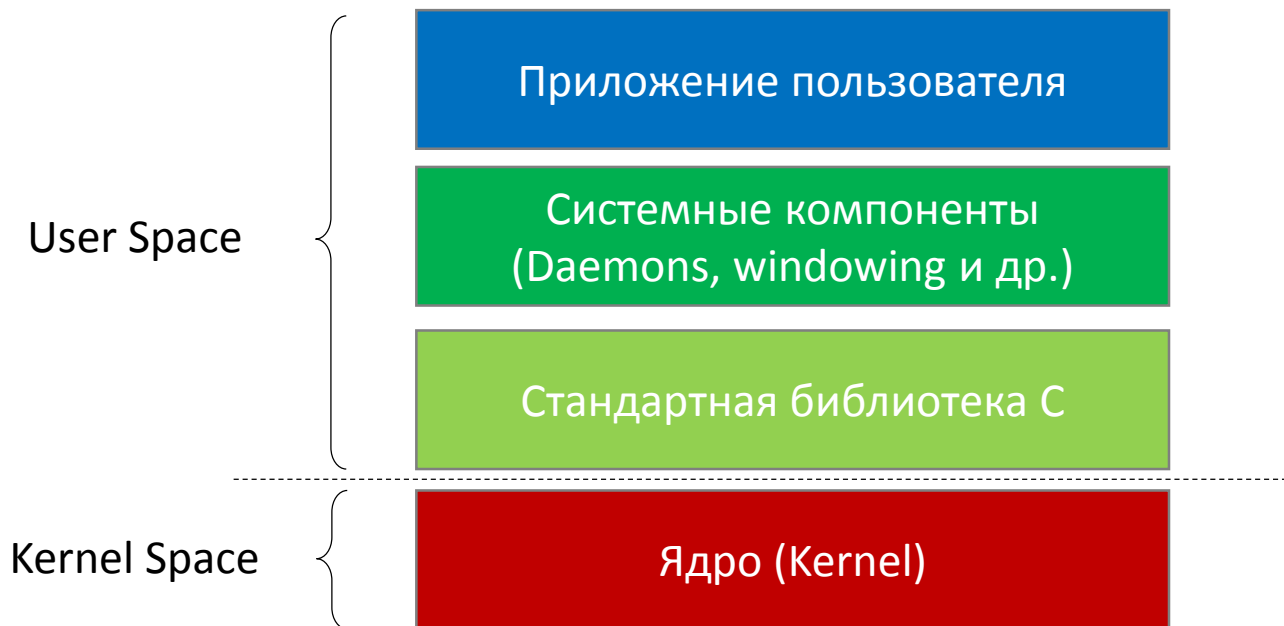 Приложение пользователя
Системные компоненты
(Daemons, windowing и др.)
User Space
Стандартная библиотека С
Kernel Space
Ядро (Kernel)